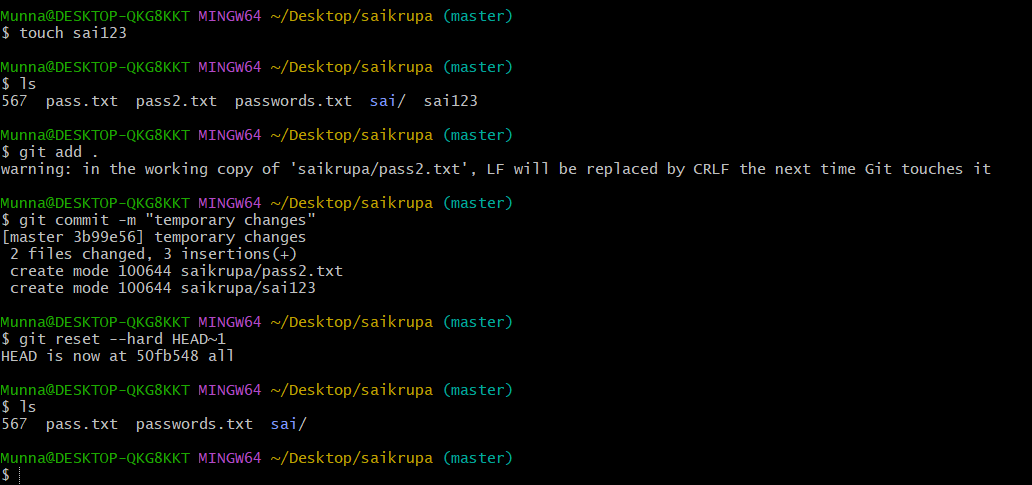 Munna@DESKTOP-QKG8KKT MINGW64 ~/Desktop/saikrupa (master)
$ touch sai123
Munna@DESKTOP-QKG8KKT MINGW64 ~/Desktop/saikrupa (master)
$ ls
567  pass.txt  pass2.txt  passwords.txt  sai/  sai123
Munna@DESKTOP-QKG8KKT MINGW64 ~/Desktop/saikrupa (master)
$ git add .
warning: in the working copy of 'saikrupa/pass2.txt', LF will be replaced by CRLF the next time Git touches it
Munna@DESKTOP-QKG8KKT MINGW64 ~/Desktop/saikrupa (master)
$ git commit -m "temporary changes"
[master 3b99e56] temporary changes
 2 files changed, 3 insertions(+)
 create mode 100644 saikrupa/pass2.txt
 create mode 100644 saikrupa/sai123
Munna@DESKTOP-QKG8KKT MINGW64 ~/Desktop/saikrupa (master)
$ git reset --hard HEAD~1
HEAD is now at 50fb548 all
Munna@DESKTOP-QKG8KKT MINGW64 ~/Desktop/saikrupa (master)
$ ls
567  pass.txt  passwords.txt  sai/
Munna@DESKTOP-QKG8KKT MINGW64 ~/Desktop/saikrupa (master)
$